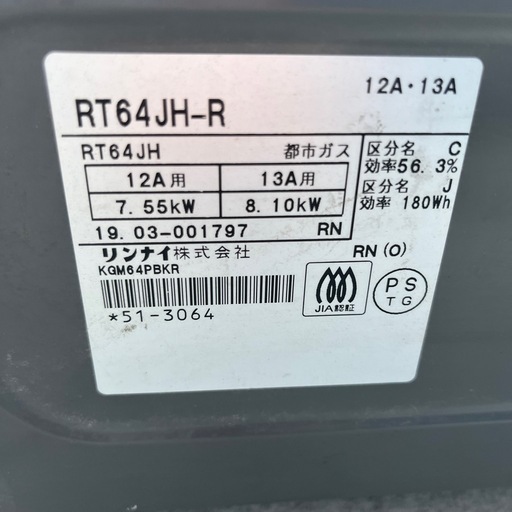 12A・13A
RT64JH-R
RT64JH 都市ガス
12A用 13A用
7.55kW 8.10kW
区分名 C
効率56.3%
区分名 J
効率 180Wh
19.03-001797 RN
リンナイ株式会社 RN(O)
KGM64PBKR
*51-3064
JIA認証
PS
TG